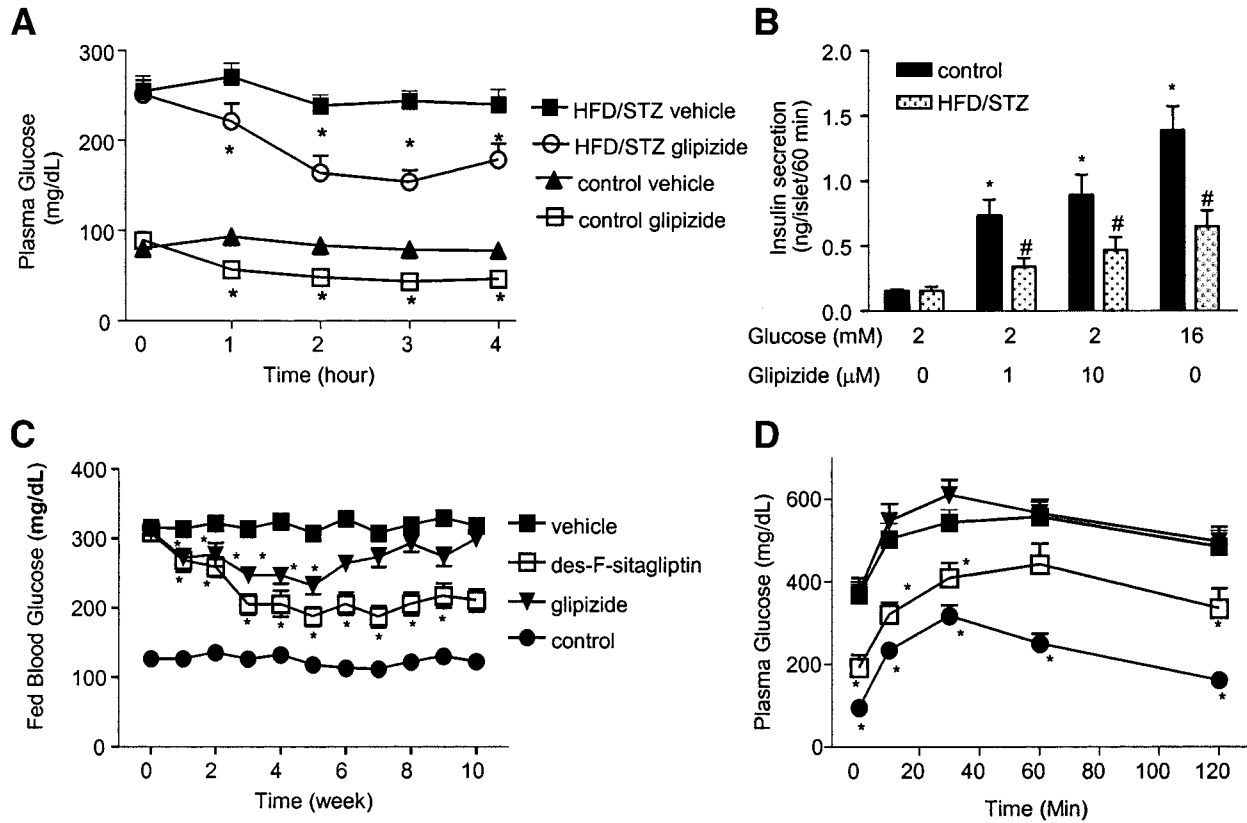 A
300
200
100
0
Plasma Glucose
(mg/dL)
0 1 2 3 4
Time (hour)
HFD/STZ vehicle
HFD/STZ glipizide
control vehicle
control glipizide
* * * *
* * * *
B
2.0
1.5
1.0
0.5
0.0
Insulin secretion
(ng/islet/60 min)
control
HFD/STZ
* * *
# # #
Glucose (mM) 2 2 2 16
Glipizide (μM) 0 1 10 0
C
400
300
200
100
0
Fed Blood Glucose (mg/dL)
0 2 4 6 8 10
Time (week)
vehicle
des-F-sitagliptin
glipizide
control
* * * * * *
* * * * * * * * *
D
600
400
200
0
Plasma Glucose (mg/dL)
0 20 40 60 80 100 120
Time (Min)
* * * *
* * * * *